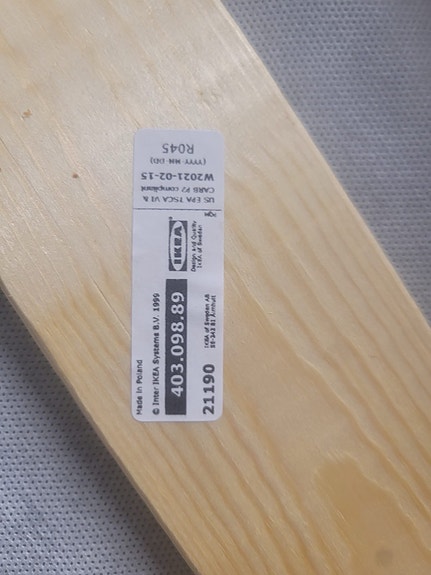 Made in Poland
© Inter IKEA Systems B.V. 1999
403.098.89
21190
IKEA
Design and Quality
IKEA of Sweden
IKEA of Sweden AB
SE-343 81 Älmhult
US EPA TSCA VI &
CARB P2 compliant
W2021-02-15
(YYYY-MM-DD)
R045